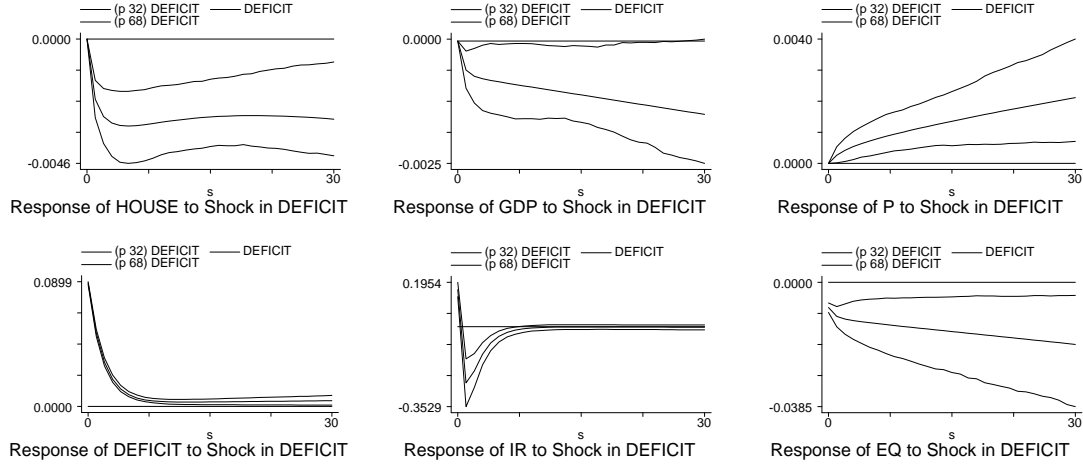 (p 32) DEFICIT DEFICIT
(p 68) DEFICIT
0.0000
-0.0046
0 30
s
Response of HOUSE to Shock in DEFICIT
(p 32) DEFICIT DEFICIT
(p 68) DEFICIT
0.0000
-0.0025
0 30
s
Response of GDP to Shock in DEFICIT
(p 32) DEFICIT DEFICIT
(p 68) DEFICIT
0.0040
0.0000
0 30
s
Response of P to Shock in DEFICIT
(p 32) DEFICIT DEFICIT
(p 68) DEFICIT
0.0899
0.0000
0 30
s
Response of DEFICIT to Shock in DEFICIT
(p 32) DEFICIT DEFICIT
(p 68) DEFICIT
0.1954
-0.3529
0 30
s
Response of IR to Shock in DEFICIT
(p 32) DEFICIT DEFICIT
(p 68) DEFICIT
0.0000
-0.0385
0 30
s
Response of EQ to Shock in DEFICIT